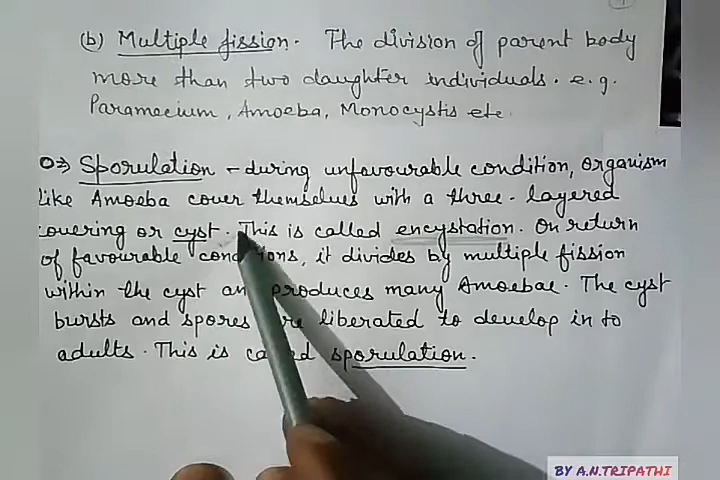 (b) Multiple fission. The division of parent body
more than two daughter individuals. e.g.
Paramecium, Amoeba, Monocystis etc.
O⇒ Sporulation - during unfavourable condition, organism
like Amoeba cover themselves with a three-layered
covering or cyst. This is called encystation. On return
of favourable conditions, it divides by multiple fission
within the cyst an produces many Amoebae. The cyst
bursts and spores are liberated to develop in to
adults. This is called sporulation.
BY A.N.TRIPATHI